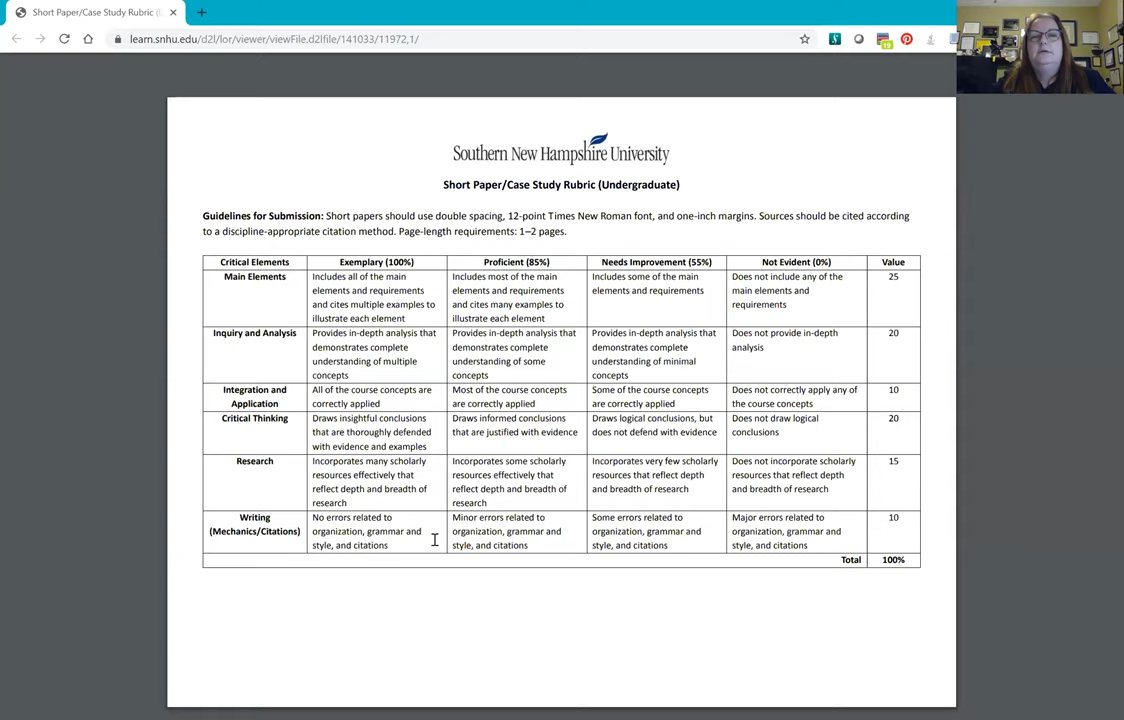 Short Paper/Case Study Rubric (U
learn.snhu.edu/d2l/lor/viewer/viewFile.d2lfile/141033/11972,1/
19
Southern New Hampshire University
Short Paper/Case Study Rubric (Undergraduate)
Guidelines for Submission: Short papers should use double spacing, 12-point Times New Roman font, and one-inch margins. Sources should be cited according
to a discipline-appropriate citation method. Page-length requirements: 1–2 pages.
Critical Elements Exemplary (100%) Proficient (85%) Needs Improvement (55%) Not Evident (0%) Value
Main Elements Includes all of the main Includes most of the main Includes some of the main Does not include any of the 25
elements and requirements elements and requirements elements and requirements main elements and
and cites multiple examples to and cites many examples to requirements
illustrate each element illustrate each element
Inquiry and Analysis Provides in-depth analysis that Provides in-depth analysis that Provides in-depth analysis that Does not provide in-depth 20
demonstrates complete demonstrates complete demonstrates complete analysis
understanding of multiple understanding of some understanding of minimal
concepts concepts concepts
Integration and All of the course concepts are Most of the course concepts Some of the course concepts Does not correctly apply any of 10
Application correctly applied are correctly applied are correctly applied the course concepts
Critical Thinking Draws insightful conclusions Draws informed conclusions Draws logical conclusions, but Does not draw logical 20
that are thoroughly defended that are justified with evidence does not defend with evidence conclusions
with evidence and examples
Research Incorporates many scholarly Incorporates some scholarly Incorporates very few scholarly Does not incorporate scholarly 15
resources effectively that resources effectively that resources that reflect depth resources that reflect depth
reflect depth and breadth of reflect depth and breadth of and breadth of research and breadth of research
research research
Writing No errors related to Minor errors related to Some errors related to Major errors related to 10
(Mechanics/Citations) organization, grammar and organization, grammar and organization, grammar and organization, grammar and
style, and citations style, and citations style, and citations style, and citations
Total 100%